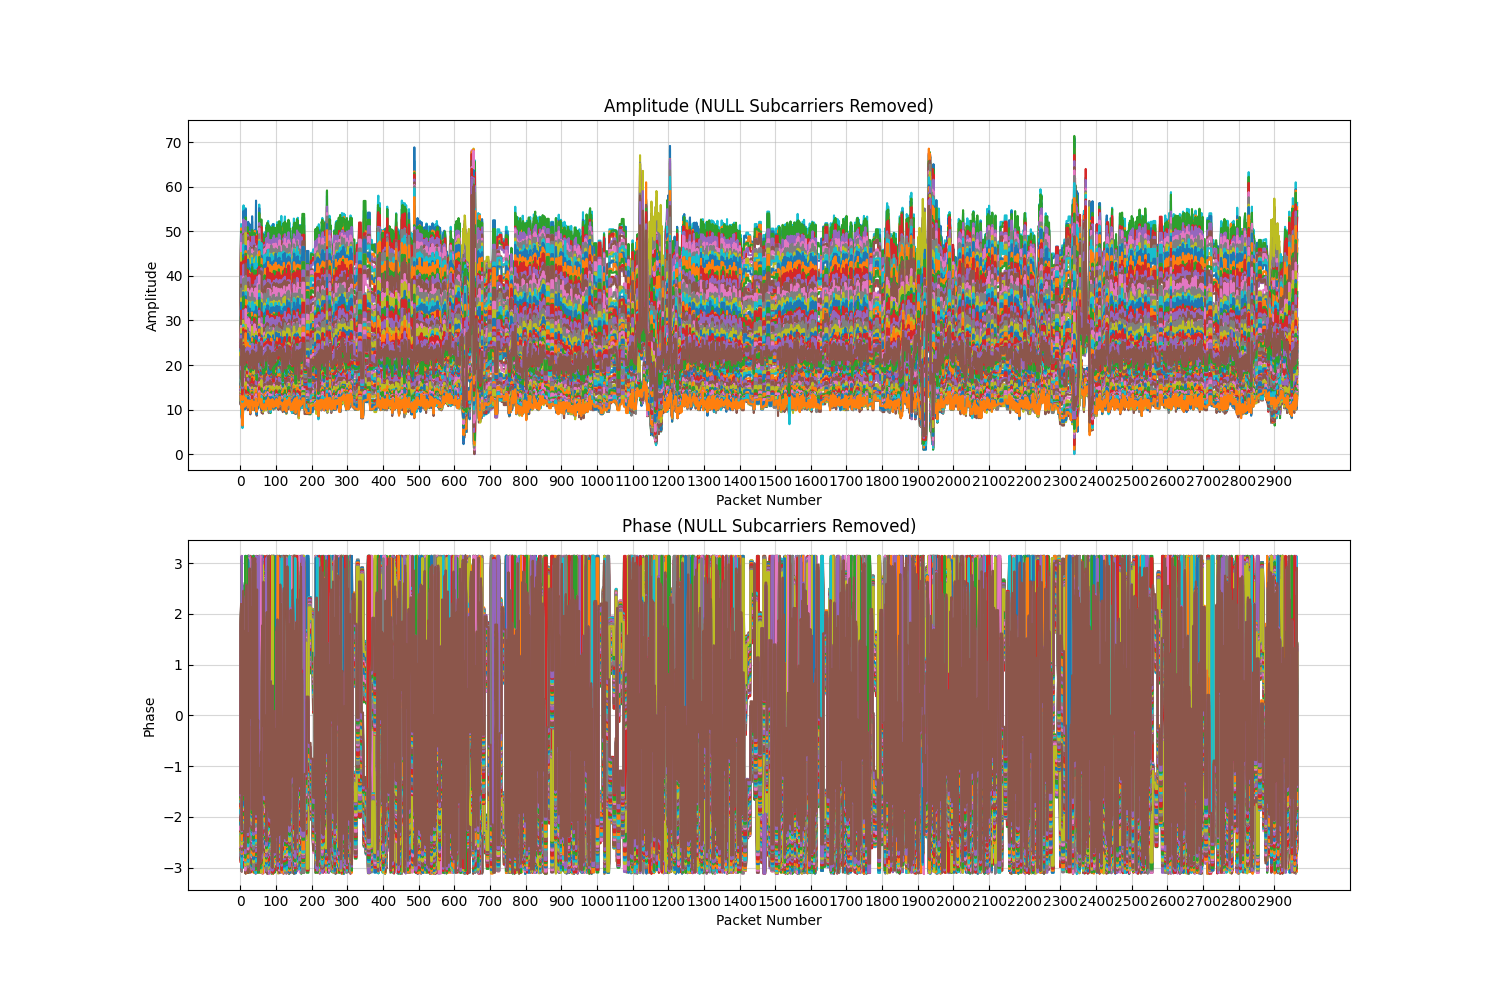 Amplitude (NULL Subcarriers Removed)
70
60
50
40
30
20
10
0
Amplitude
0 100 200 300 400 500 600 700 800 900 1000 1100 1200 1300 1400 1500 1600 1700 1800 1900 2000 2100 2200 2300 2400 2500 2600 2700 2800 2900
Packet Number
Phase (NULL Subcarriers Removed)
3
2
1
0
−1
−2
−3
Phase
0 100 200 300 400 500 600 700 800 900 1000 1100 1200 1300 1400 1500 1600 1700 1800 1900 2000 2100 2200 2300 2400 2500 2600 2700 2800 2900
Packet Number